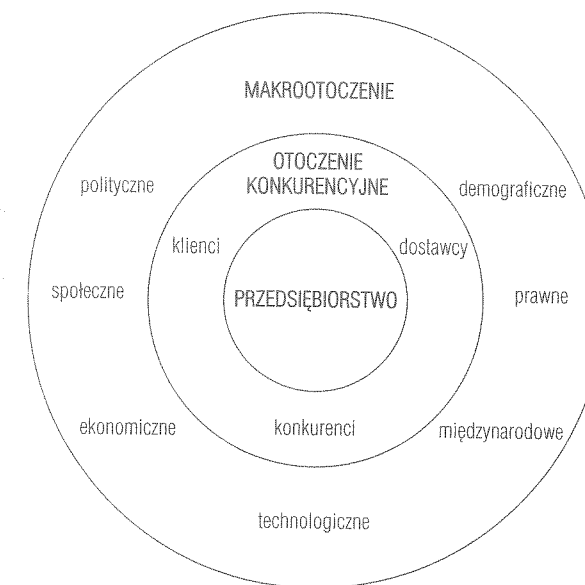 MAKROOTOCZENIE
OTOCZENIE
KONKURENCYJNE
polityczne
demograficzne
klienci
dostawcy
społeczne
PRZEDSIĘBIORSTWO
prawne
ekonomiczne
konkurenci
międzynarodowe
technologiczne